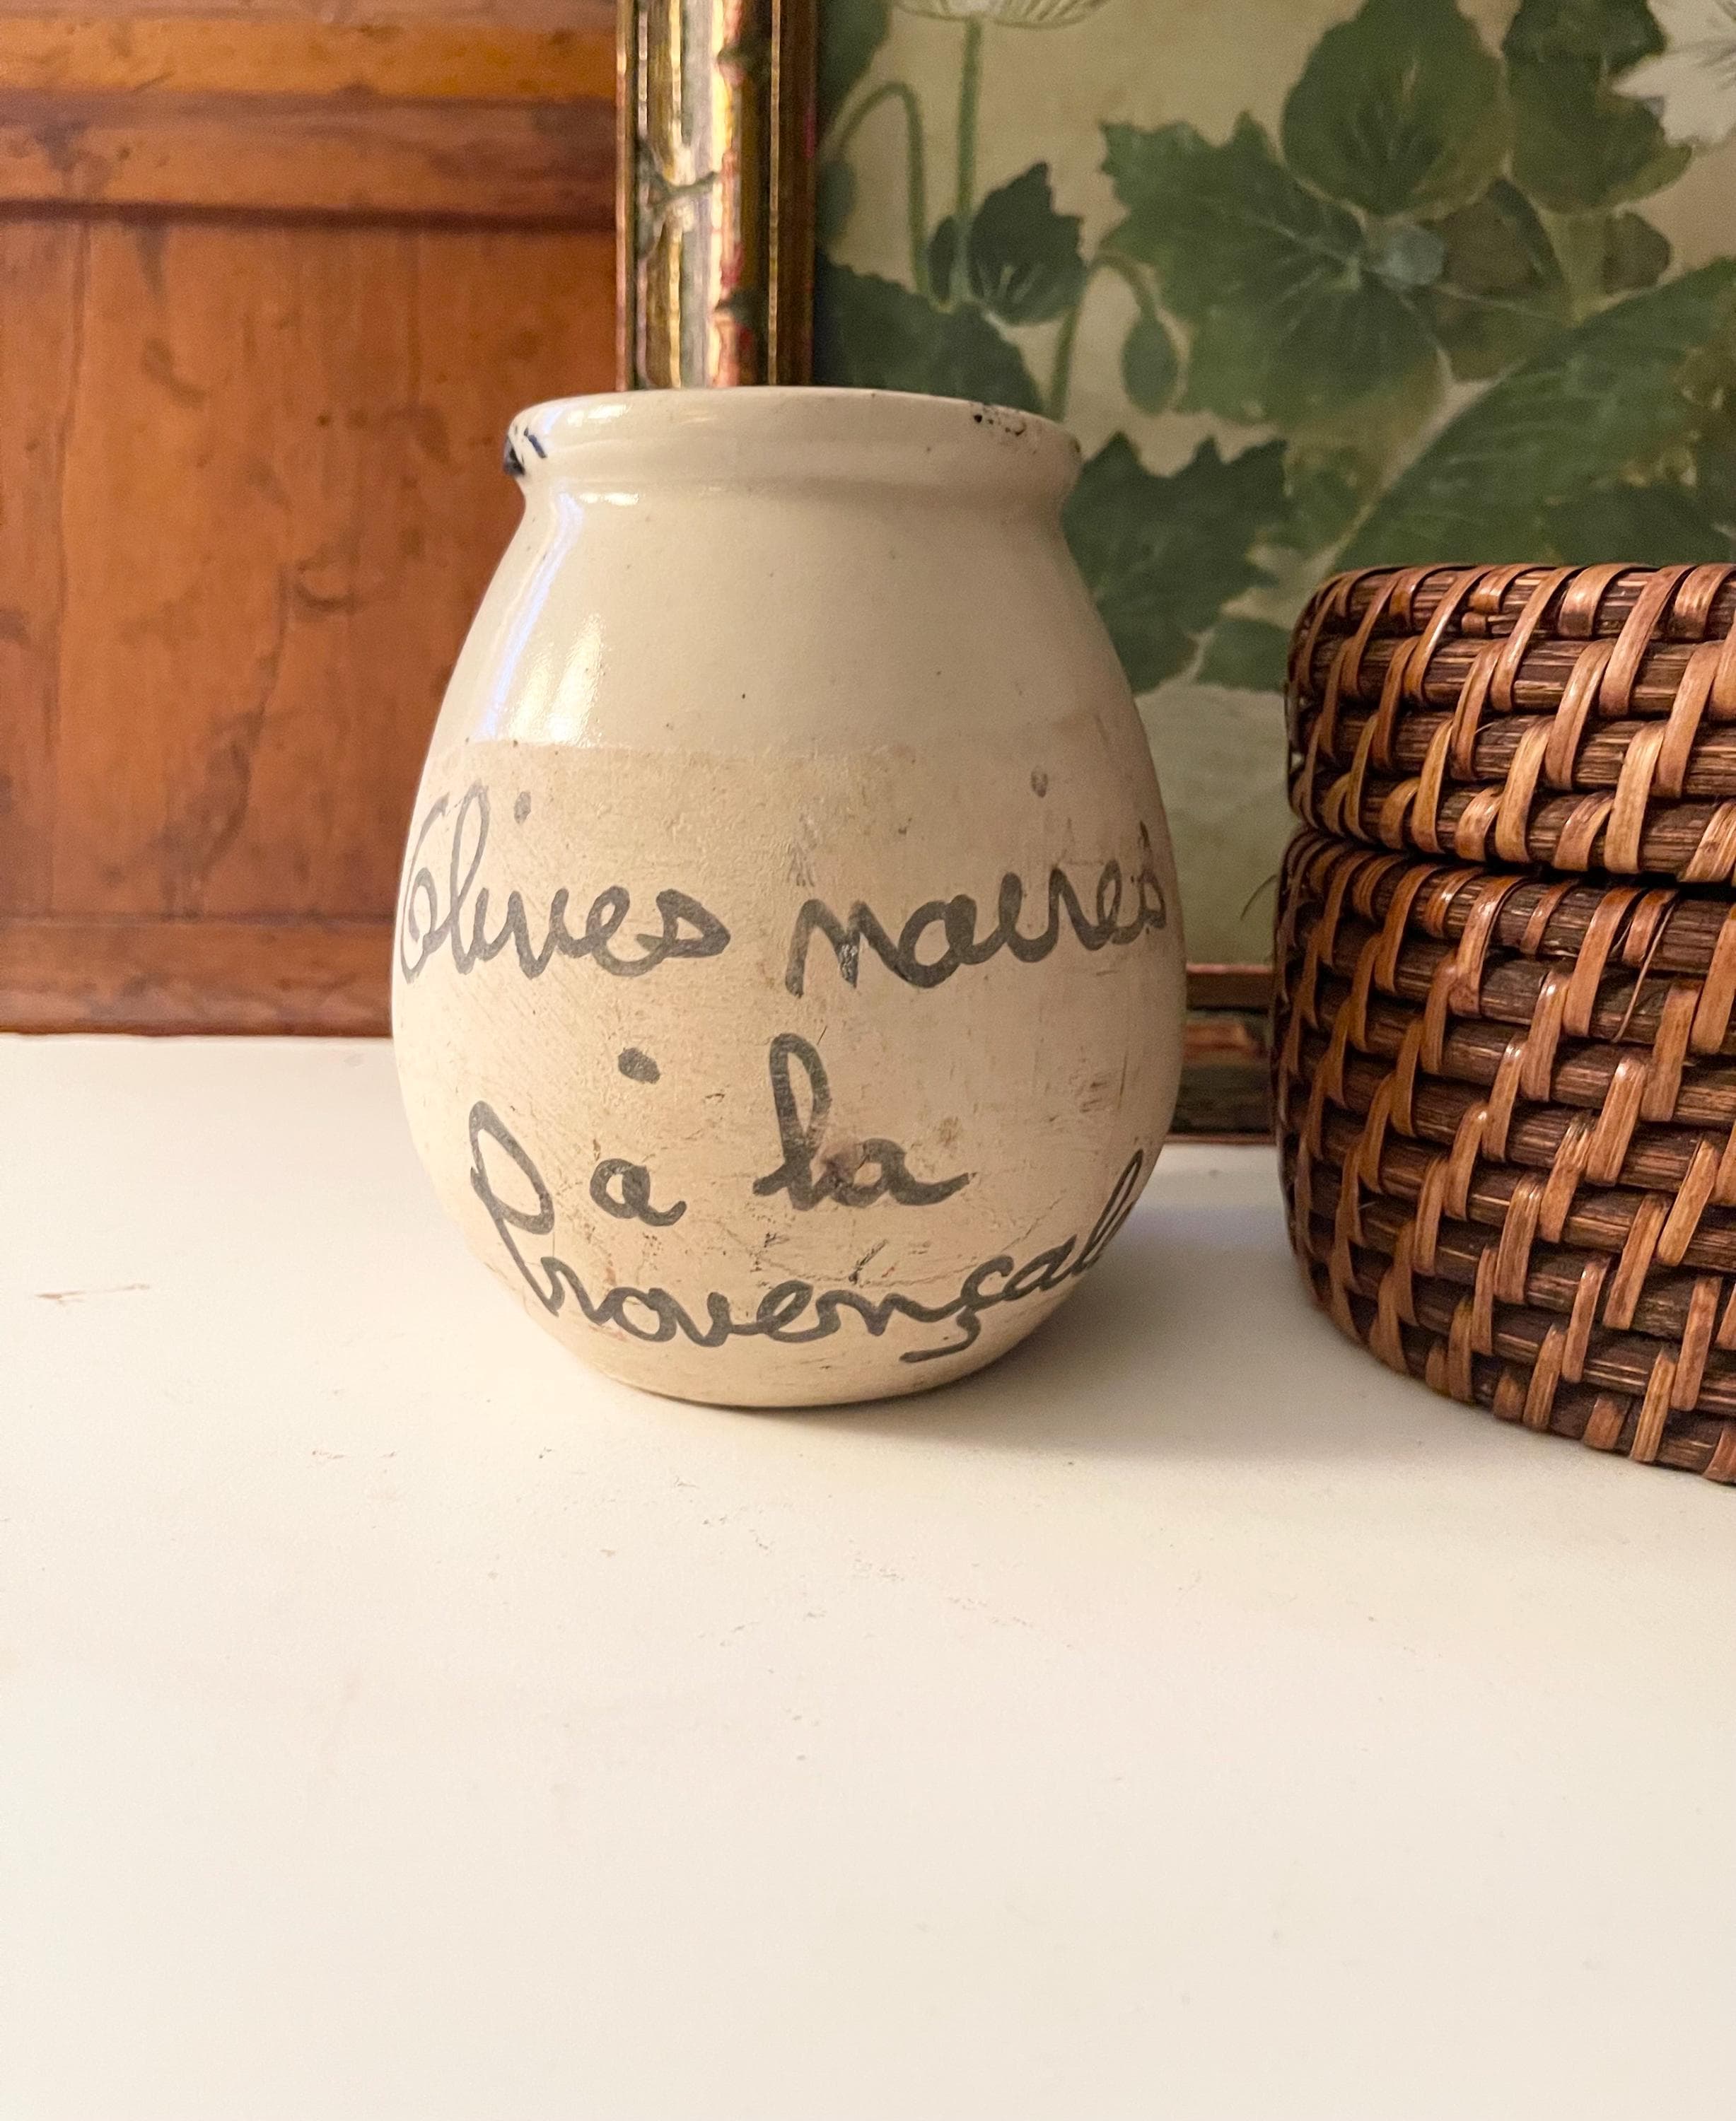 Olives noires
à la
Provençale